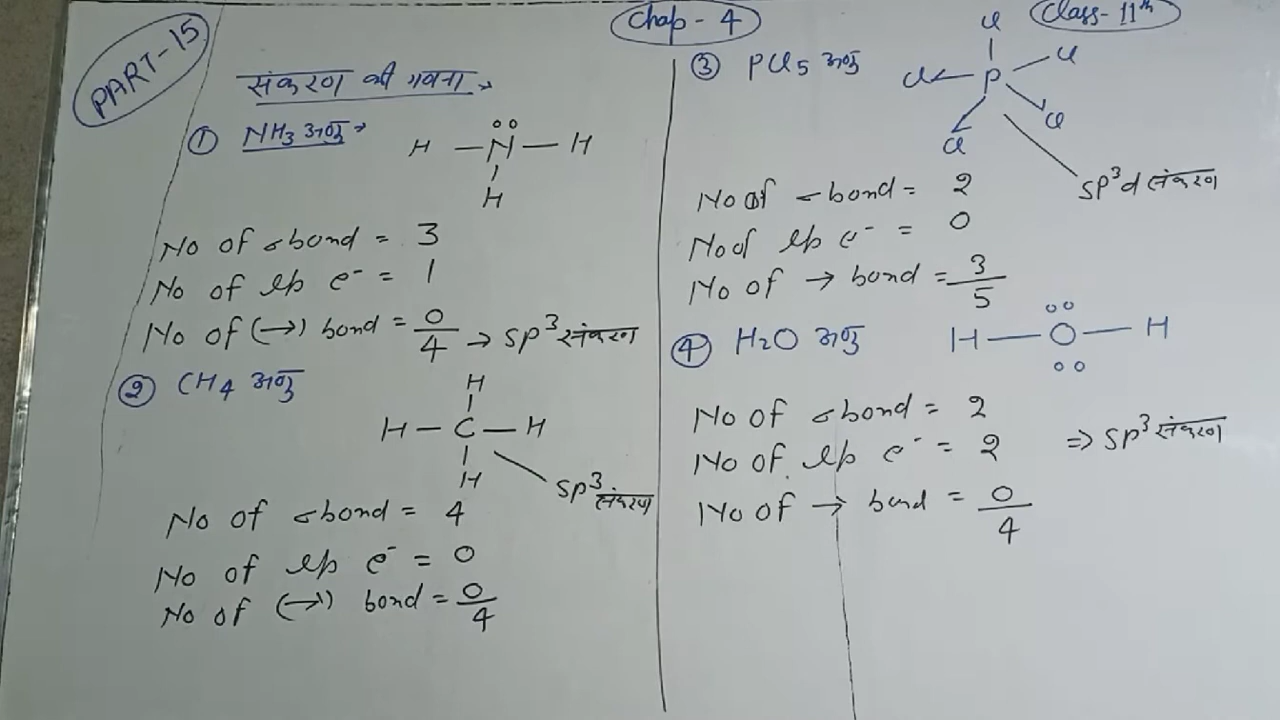 PART-15
Chap - 4
Class-11th
संकरण की गणना →
① NH3 अणु →
H — N — H
H
No of σ bond = 3
No of lp e⁻ = 1
No of (→) bond = 0
4 → sp³ संकरण
② CH4 अणु
H
H — C — H
H
sp³ संकरण
No of σ bond = 4
No of lp e⁻ = 0
No of (→) bond = 0
4
③ PCl5 अणु
Cl
Cl P Cl
Cl Cl
sp³d संकरण
No of σ bond = 2
No of lp e⁻ = 0
No of → bond = 3
5
④ H2O अणु
H — O — H
No of σ bond = 2
No of lp e⁻ = 2
⇒ sp³ संकरण
No of → bond = 0
4